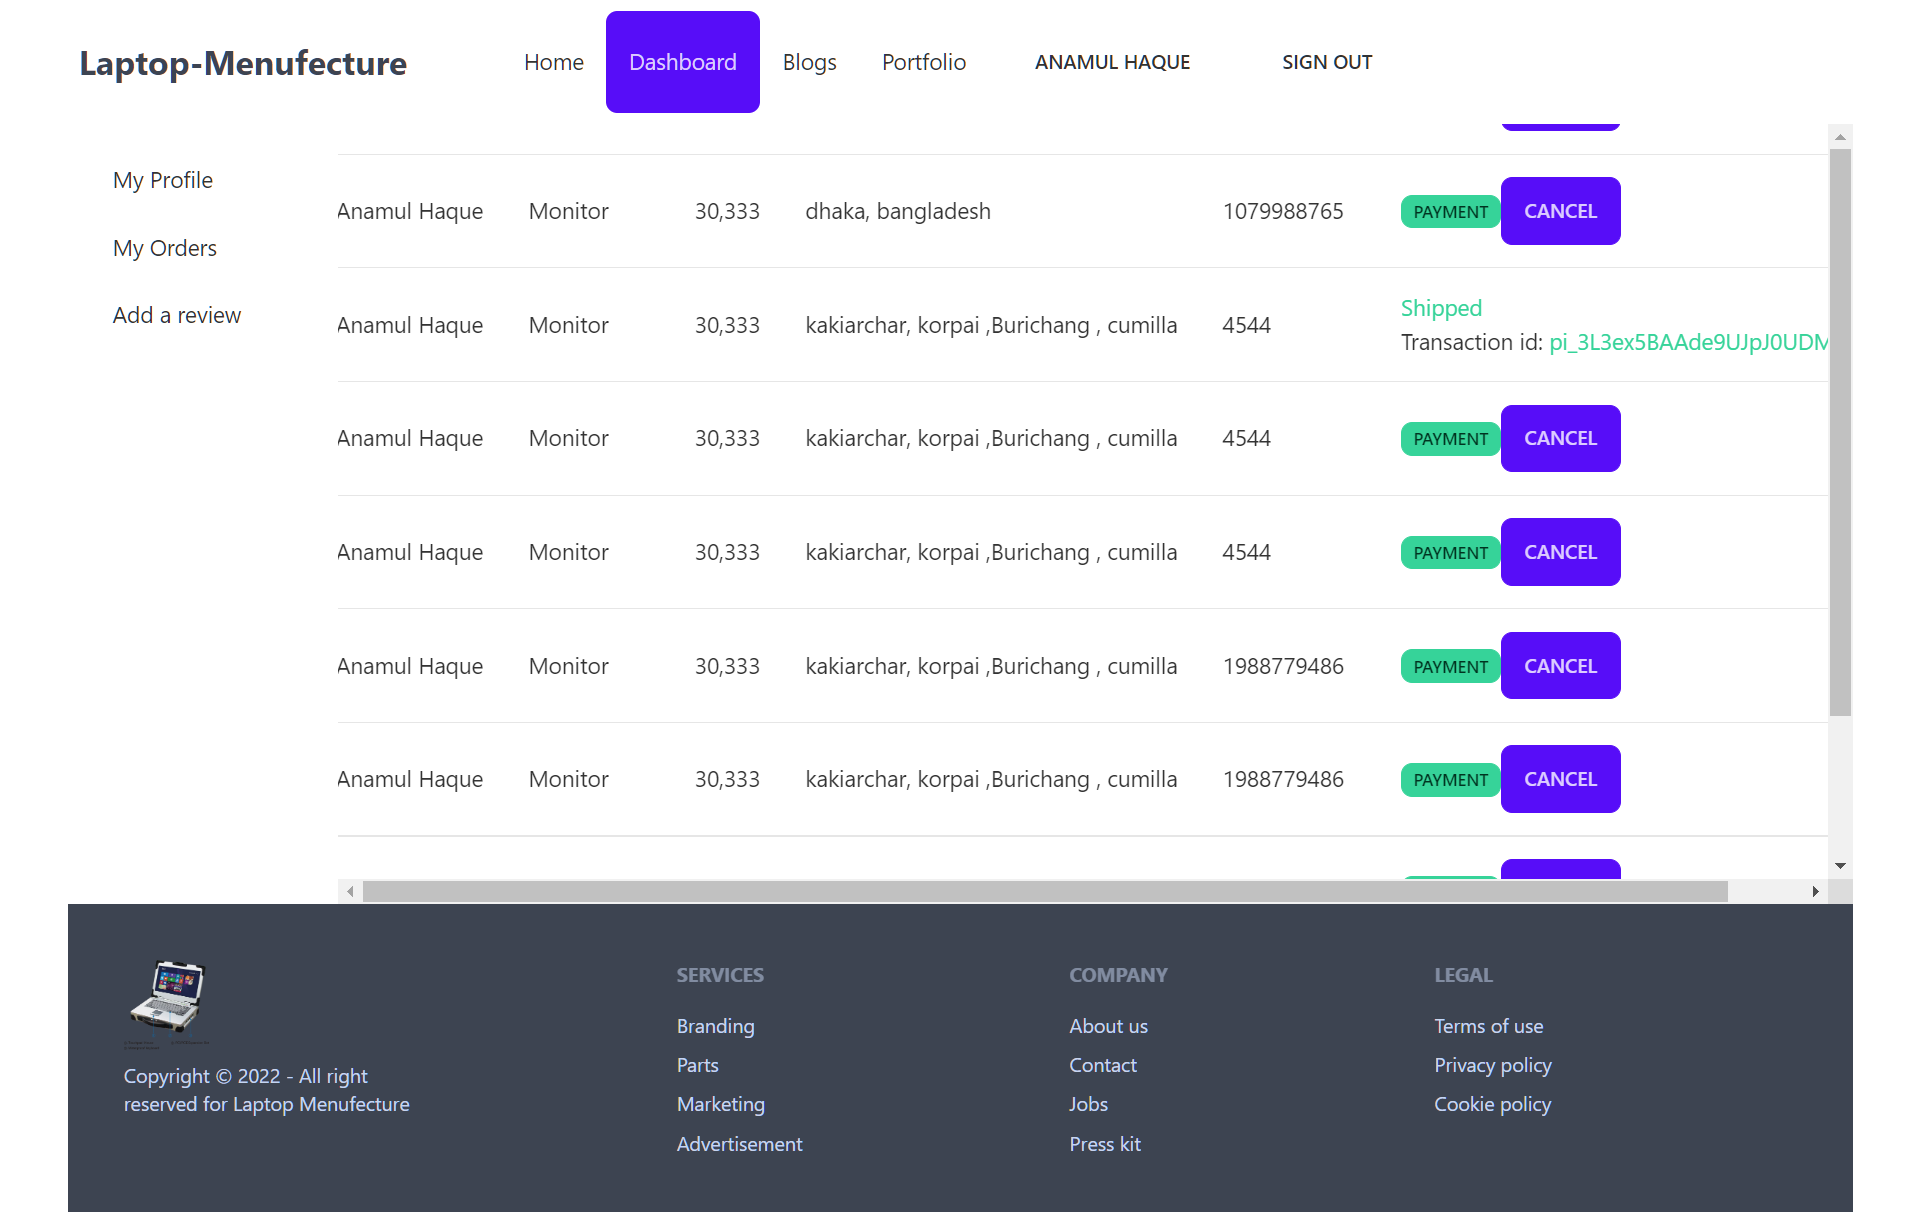 Laptop-Menufecture
Home Dashboard Blogs Portfolio ANAMUL HAQUE SIGN OUT
My Profile
My Orders
Add a review
Anamul Haque Monitor 30,333 dhaka, bangladesh 1079988765 PAYMENT CANCEL
Anamul Haque Monitor 30,333 kakiarchar, korpai ,Burichang , cumilla 4544 Shipped
Transaction id: pi_3L3ex5BAAde9UJpJ0UDM
Anamul Haque Monitor 30,333 kakiarchar, korpai ,Burichang , cumilla 4544 PAYMENT CANCEL
Anamul Haque Monitor 30,333 kakiarchar, korpai ,Burichang , cumilla 4544 PAYMENT CANCEL
Anamul Haque Monitor 30,333 kakiarchar, korpai ,Burichang , cumilla 1988779486 PAYMENT CANCEL
Anamul Haque Monitor 30,333 kakiarchar, korpai ,Burichang , cumilla 1988779486 PAYMENT CANCEL
Copyright © 2022 - All right
reserved for Laptop Menufecture
SERVICES
Branding
Parts
Marketing
Advertisement
COMPANY
About us
Contact
Jobs
Press kit
LEGAL
Terms of use
Privacy policy
Cookie policy